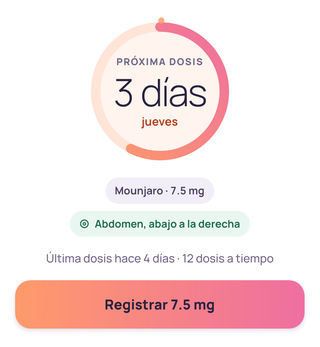 PRÓXIMA DOSIS
3 días
jueves
Mounjaro · 7.5 mg
Abdomen, abajo a la derecha
Última dosis hace 4 días · 12 dosis a tiempo
Registrar 7.5 mg